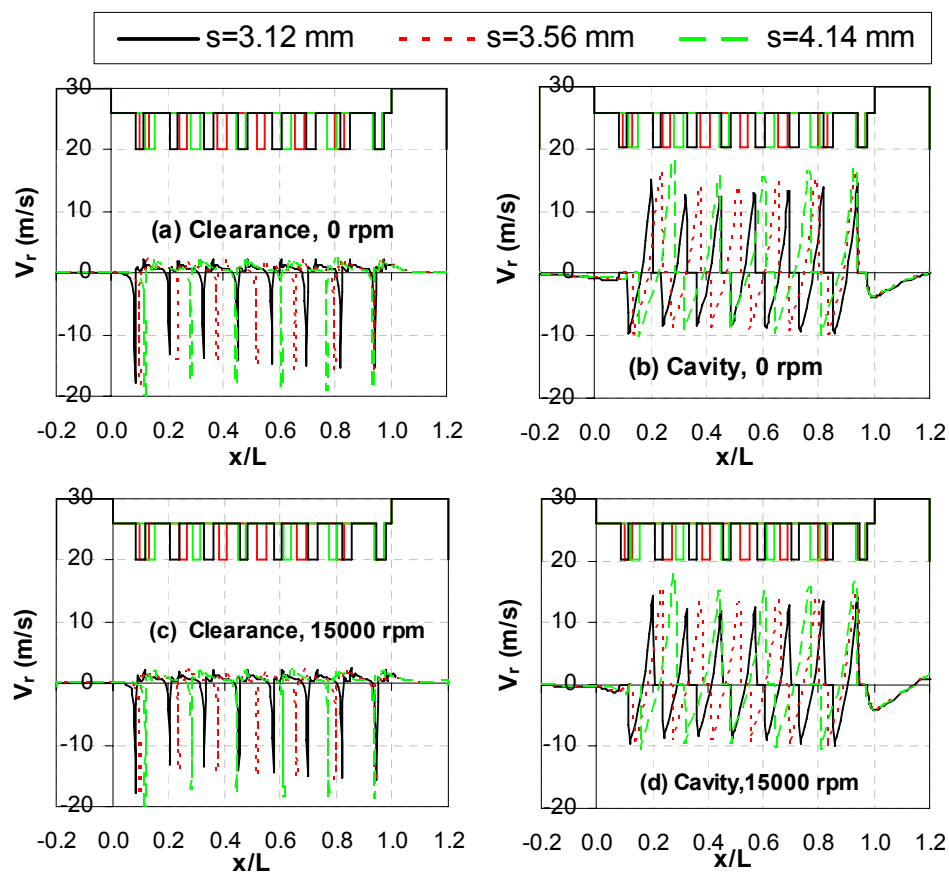 s=3.12 mm s=3.56 mm s=4.14 mm
30
20
10
0
-10
-20
Vr (m/s)
(a) Clearance, 0 rpm
-0.2 0.0 0.2 0.4 0.6 0.8 1.0 1.2
x/L
30
20
10
0
-10
-20
Vr (m/s)
(b) Cavity, 0 rpm
-0.2 0.0 0.2 0.4 0.6 0.8 1.0 1.2
x/L
30
20
10
0
-10
-20
Vr (m/s)
(c) Clearance, 15000 rpm
-0.2 0.0 0.2 0.4 0.6 0.8 1.0 1.2
x/L
30
20
10
0
-10
-20
Vr (m/s)
(d) Cavity,15000 rpm
-0.2 0.0 0.2 0.4 0.6 0.8 1.0 1.2
x/L